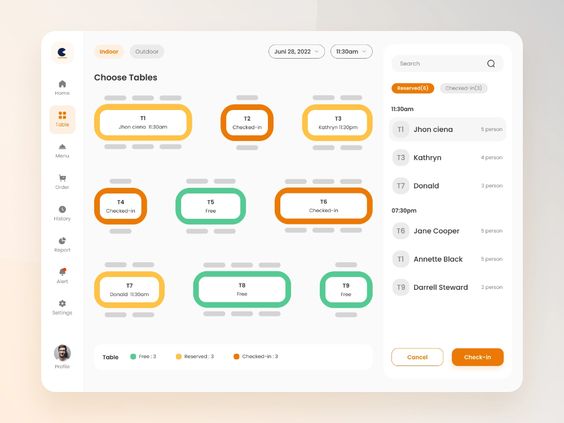 Indoor
Outdoor
Juni 28, 2022
11:30am
Choose Tables
Home
Table
Menu
Order
History
Report
Alert
Settings
Profile
T1
Jhon ciena 11:30am
T2
Checked-in
T3
Kathryn 11:30pm
T4
Checked-in
T5
Free
T6
Checked-in
T7
Donald 11:30am
T8
Free
T9
Free
Table
Free : 3
Reserved : 3
Checked-in : 3
Search
Reserved(6)
Checked-in(3)
11:30am
T1 Jhon ciena 5 person
T3 Kathryn 4 person
T7 Donald 3 person
07:30pm
T6 Jane Cooper 5 person
T1 Annette Black 5 person
T9 Darrell Steward 2 person
Cancel
Check-in